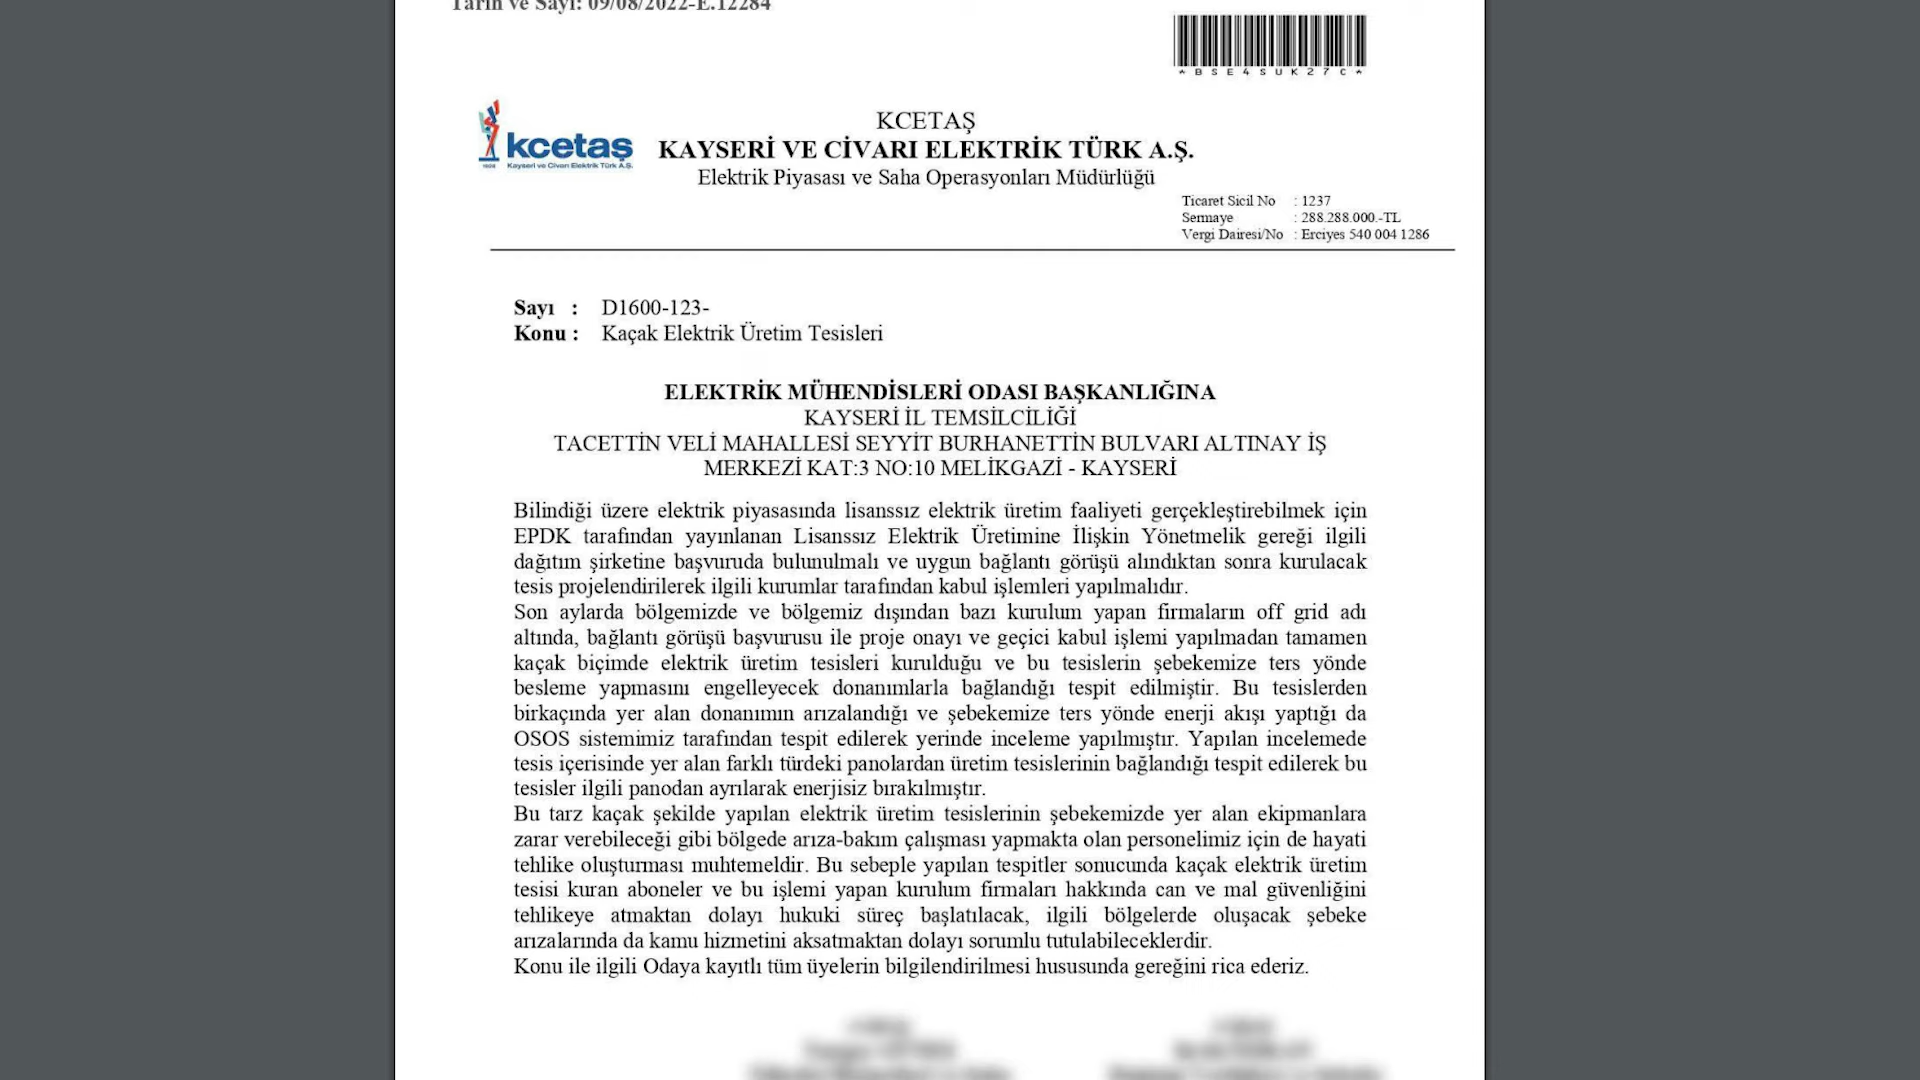 Tarih ve Sayı: 09/08/2022-E.12284
*BSE4SUK27C*
kcetaş
1926
Kayseri ve Civarı Elektrik Türk A.Ş.
KCETAŞ
KAYSERİ VE CİVARI ELEKTRİK TÜRK A.Ş.
Elektrik Piyasası ve Saha Operasyonları Müdürlüğü
Ticaret Sicil No : 1237
Sermaye : 288.288.000.-TL
Vergi Dairesi/No : Erciyes 540 004 1286
Sayı : D1600-123-
Konu : Kaçak Elektrik Üretim Tesisleri
ELEKTRİK MÜHENDİSLERİ ODASI BAŞKANLIĞINA
KAYSERİ İL TEMSİLCİLİĞİ
TACETTİN VELİ MAHALLESİ SEYYİT BURHANETTİN BULVARI ALTINAY İŞ
MERKEZİ KAT:3 NO:10 MELİKGAZİ - KAYSERİ
Bilindiği üzere elektrik piyasasında lisanssız elektrik üretim faaliyeti gerçekleştirebilmek için
EPDK tarafından yayınlanan Lisanssız Elektrik Üretimine İlişkin Yönetmelik gereği ilgili
dağıtım şirketine başvuruda bulunulmalı ve uygun bağlantı görüşü alındıktan sonra kurulacak
tesis projelendirilerek ilgili kurumlar tarafından kabul işlemleri yapılmalıdır.
Son aylarda bölgemizde ve bölgemiz dışından bazı kurulum yapan firmaların off grid adı
altında, bağlantı görüşü başvurusu ile proje onayı ve geçici kabul işlemi yapılmadan tamamen
kaçak biçimde elektrik üretim tesisleri kurulduğu ve bu tesislerin şebekemize ters yönde
besleme yapmasını engelleyecek donanımlarla bağlandığı tespit edilmiştir. Bu tesislerden
birkaçında yer alan donanımın arızalandığı ve şebekemize ters yönde enerji akışı yaptığı da
OSOS sistemimiz tarafından tespit edilerek yerinde inceleme yapılmıştır. Yapılan incelemede
tesis içerisinde yer alan farklı türdeki panolardan üretim tesislerinin bağlandığı tespit edilerek bu
tesisler ilgili panodan ayrılarak enerjisiz bırakılmıştır.
Bu tarz kaçak şekilde yapılan elektrik üretim tesislerinin şebekemizde yer alan ekipmanlara
zarar verebileceği gibi bölgede arıza-bakım çalışması yapmakta olan personelimiz için de hayati
tehlike oluşturması muhtemeldir. Bu sebeple yapılan tespitler sonucunda kaçak elektrik üretim
tesisi kuran aboneler ve bu işlemi yapan kurulum firmaları hakkında can ve mal güvenliğini
tehlikeye atmaktan dolayı hukuki süreç başlatılacak, ilgili bölgelerde oluşacak şebeke
arızalarında da kamu hizmetini aksatmaktan dolayı sorumlu tutulabileceklerdir.
Konu ile ilgili Odaya kayıtlı tüm üyelerin bilgilendirilmesi hususunda gereğini rica ederiz.